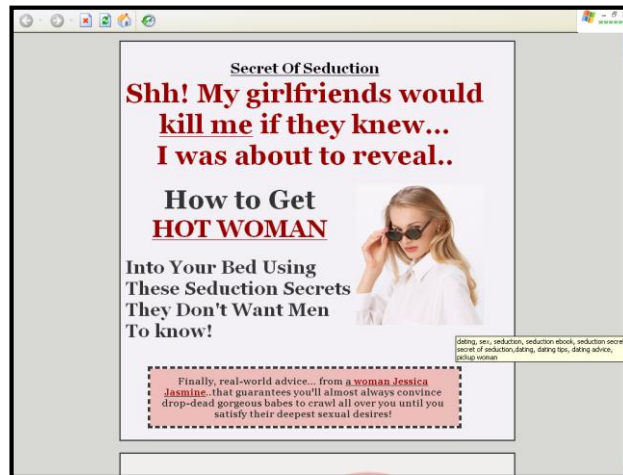 Secret Of Seduction
Shh! My girlfriends would
kill me if they knew...
I was about to reveal..
How to Get
HOT WOMAN
Into Your Bed Using
These Seduction Secrets
They Don't Want Men
To know!
dating, sex, seduction, seduction ebook, seduction secret
secret of seduction,dating, dating tips, dating advice,
pickup woman
Finally, real-world advice... from a woman Jessica
Jasmine..that guarantees you'll almost always convince
drop-dead gorgeous babes to crawl all over you until you
satisfy their deepest sexual desires!